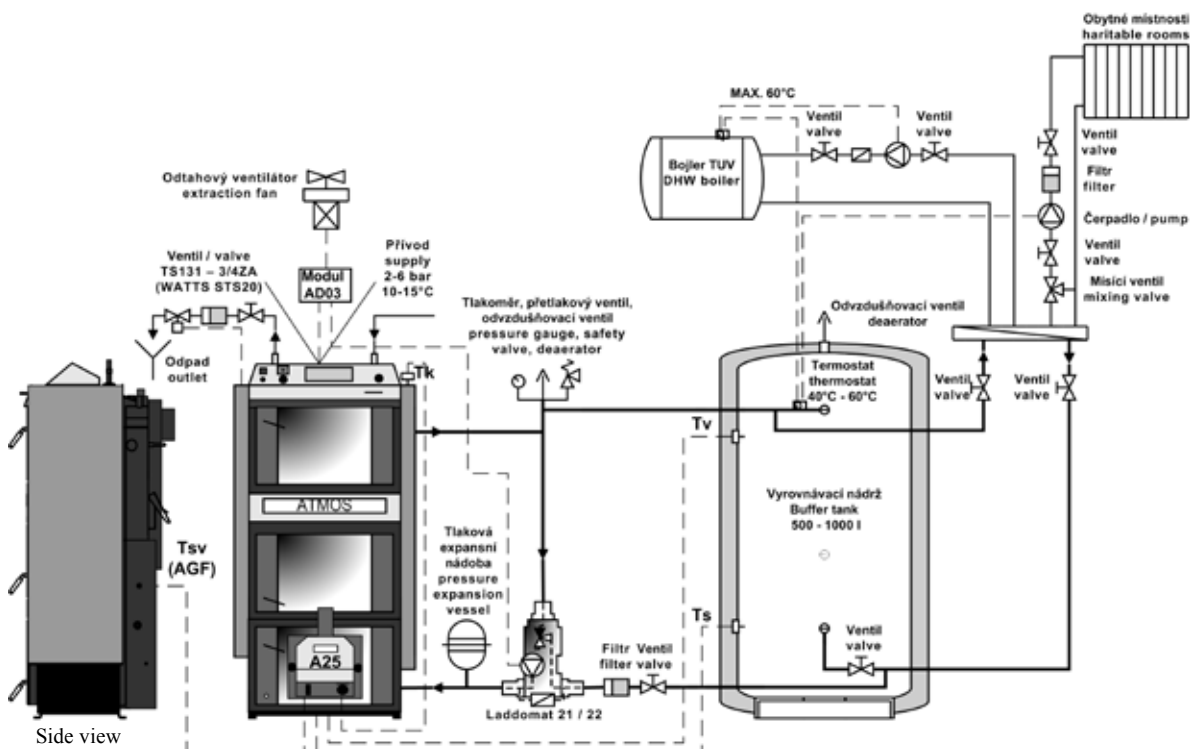 Obytné místnosti
haritable rooms
MAX. 60°C
Ventil
valve
Ventil
valve
Ventil
valve
Bojler TUV
DHW boiler
Filtr
filter
Odtahový ventilátor
extraction fan
Čerpadlo / pump
Ventil / valve
TS131 – 3/4ZA
(WATTS STS20)
Modul
AD03
Přívod
supply
2-6 bar
10-15°C
Ventil
valve
Mísící ventil
mixing valve
Tlakoměr, přetlakový ventil,
odvzdušňovací ventil
pressure gauge, safety
valve, deaerator
Odvzdušňovací ventil
deaerator
Odpad
outlet
Tk
Termostat
thermostat
40°C - 60°C
Ventil
valve
Ventil
valve
Tv
ATMOS
Vyrovnávací nádrž
Buffer tank
500 - 1000 l
Tsv
(AGF)
Tlaková
expansní
nádoba
pressure
expansion
vessel
Ts
A25
Filtr Ventil
filter valve
Ventil
valve
Laddomat 21 / 22
Side view